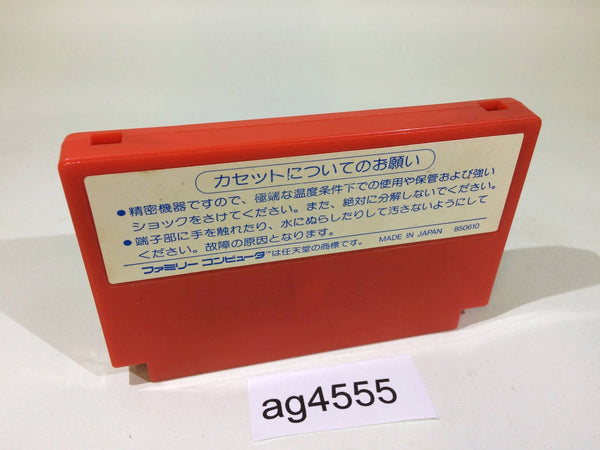 カセットについてのお願い
●精密機器ですので、極端な温度条件下での使用や保管および強い
ショックをさけてください。また、絶対に分解しないでください。
●端子部に手を触れたり、水にぬらしたりして汚さないようにして
ください。故障の原因となります。
MADE IN JAPAN 850610
ファミリー コンピュータ™は任天堂の商標です。
ag4555